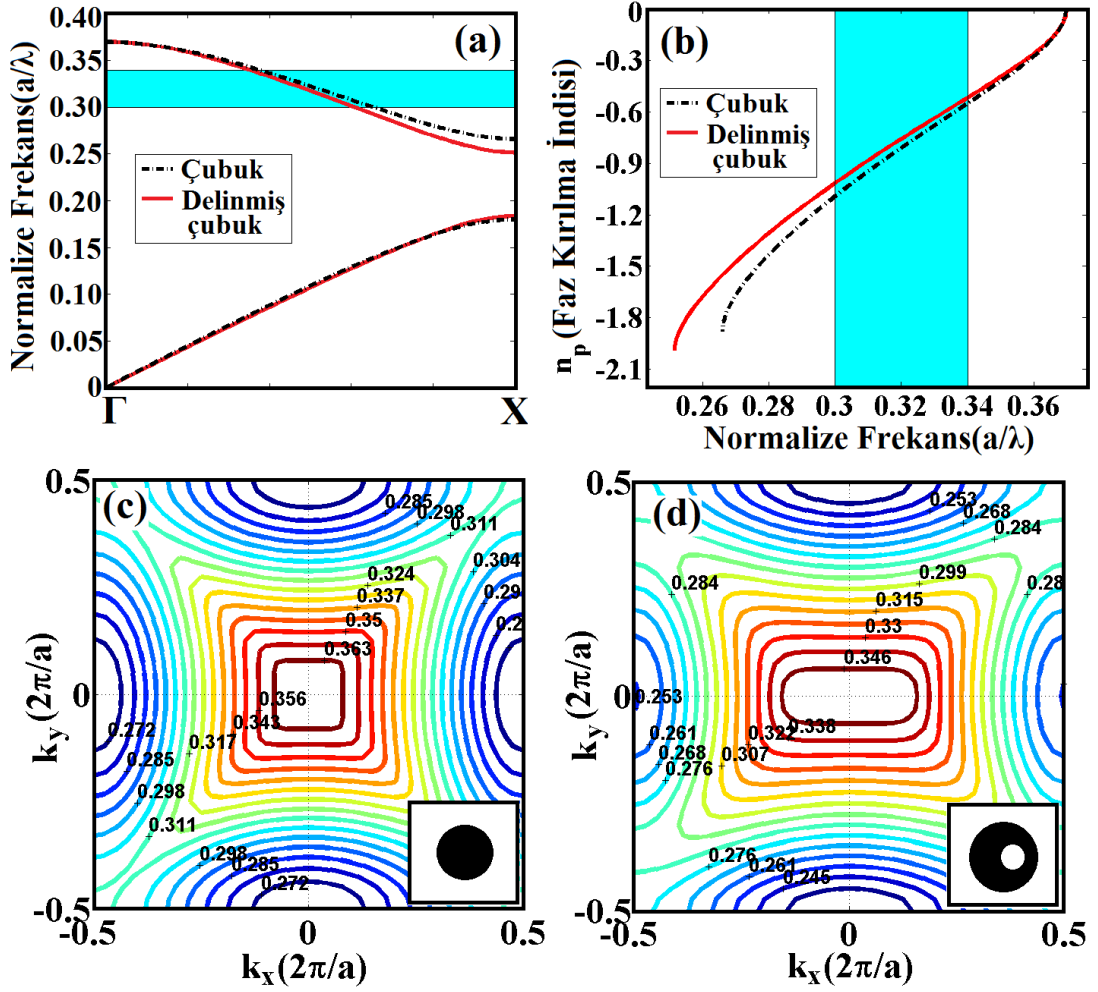 (a)
Normalize Frekans(a/λ)
0.40
0.35
0.30
0.25
0.20
0.15
0.10
0.05
0
Çubuk
Delinmiş
çubuk
Γ
X
(b)
n_p (Faz Kırılma İndisi)
0
-0.3
-0.6
-0.9
-1.2
-1.5
-1.8
-2.1
Çubuk
Delinmiş
çubuk
0.26 0.28 0.3 0.32 0.34 0.36
Normalize Frekans(a/λ)
(c)
k_y(2π/a)
0.5
0
-0.5
0.285
0.298
0.311
0.304
0.29
0.2
0.324
0.337
0.35
0.363
0.356
0.343
0.317
0.272
0.285
0.298
0.311
0.298
0.285
0.272
-0.5 0 0.5
k_x(2π/a)
(d)
k_y(2π/a)
0.5
0
-0.5
0.253
0.268
0.284
0.284
0.28
0.299
0.315
0.33
0.346
0.338
0.322
0.307
0.253
0.261
0.268
0.276
0.276
0.261
0.245
-0.5 0 0.5
k_x(2π/a)